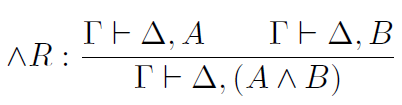 ∧R : Γ ⊢ Δ, A Γ ⊢ Δ, B
Γ ⊢ Δ, (A ∧ B)